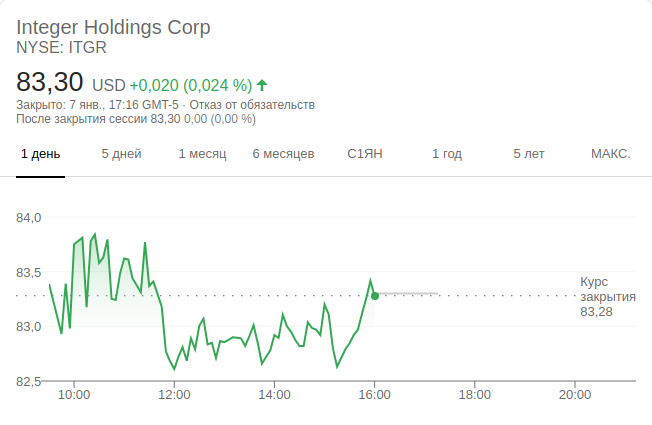 Integer Holdings Corp
NYSE: ITGR
83,30 USD +0,020 (0,024 %)
Закрыто: 7 янв., 17:16 GMT-5 · Отказ от обязательств
После закрытия сессии 83,30 0,00 (0,00 %)
1 день 5 дней 1 месяц 6 месяцев С1ЯН 1 год 5 лет МАКС.
84,0
83,5
Курс
закрытия
83,28
83,0
82,5
10:00 12:00 14:00 16:00 18:00 20:00